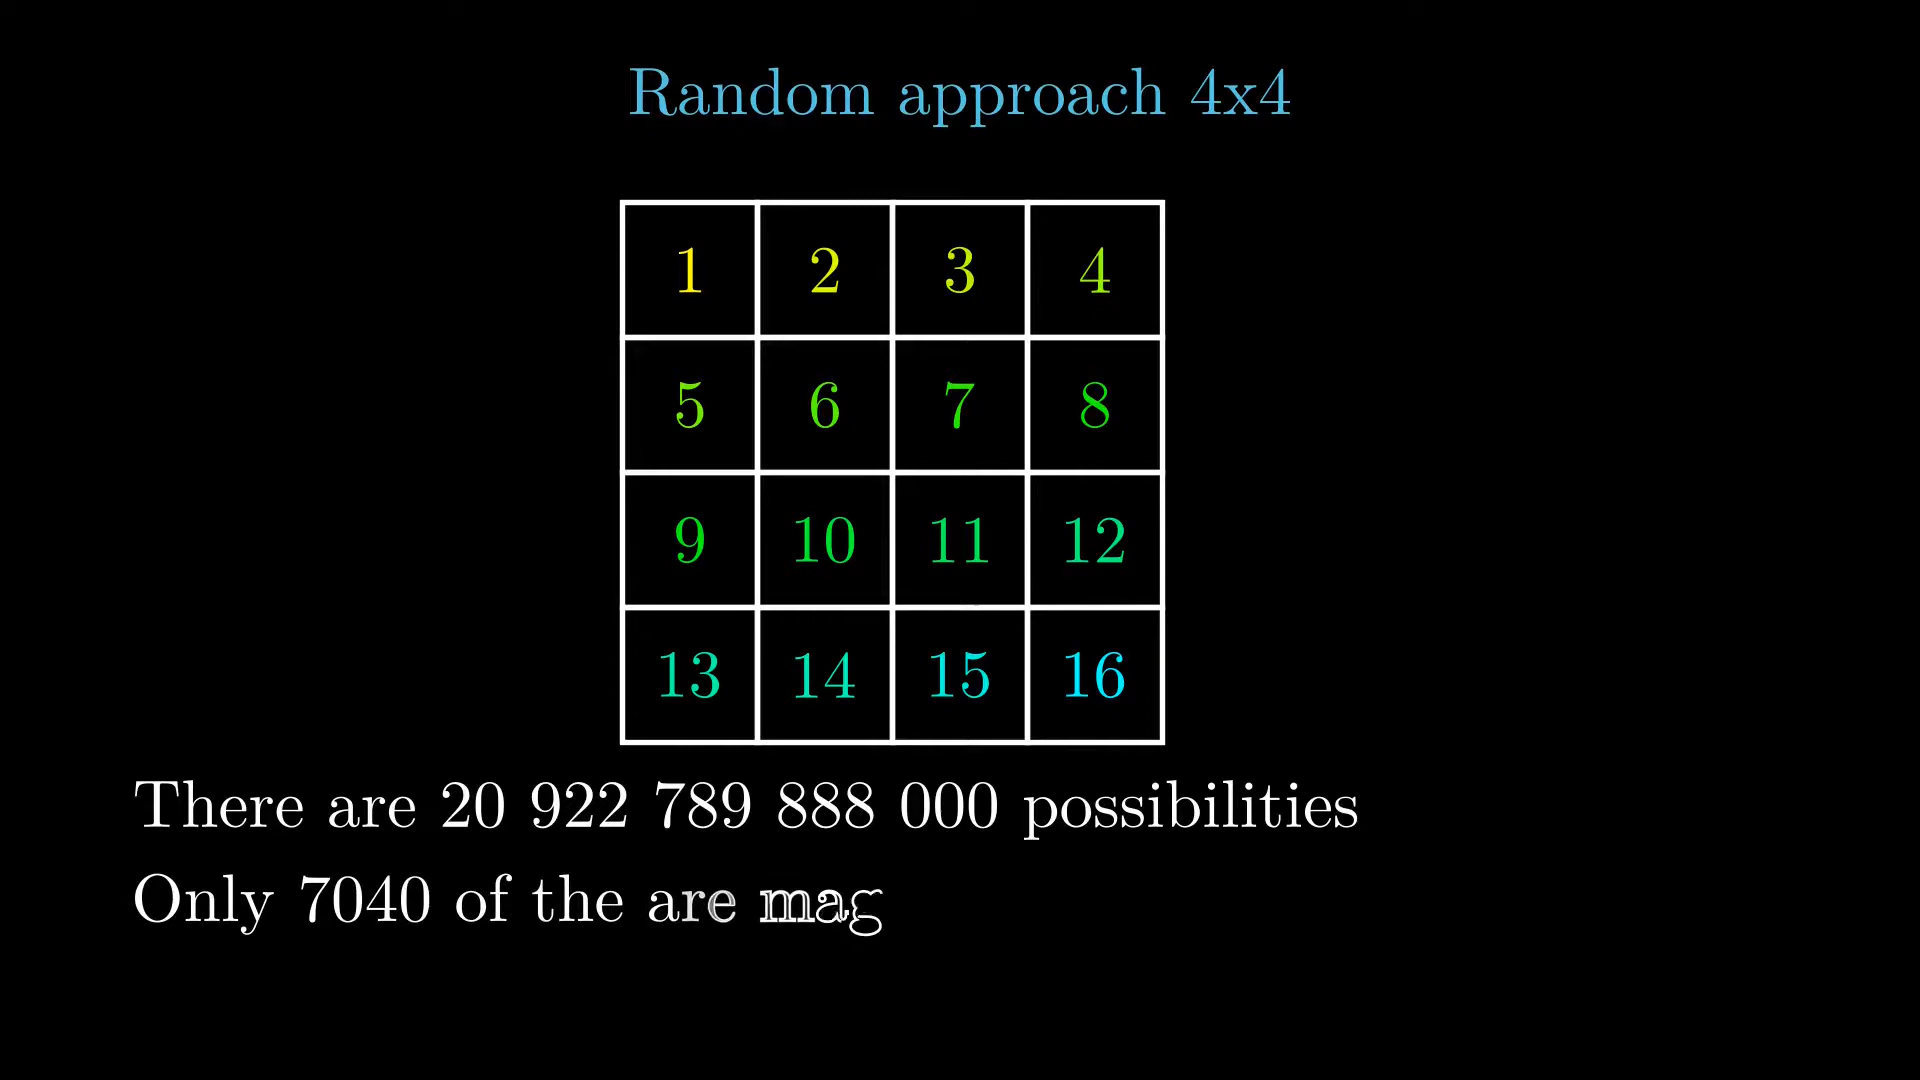 Random approach 4x4
1 2 3 4
5 6 7 8
9 10 11 12
13 14 15 16
There are 20 922 789 888 000 possibilities
Only 7040 of the are mag